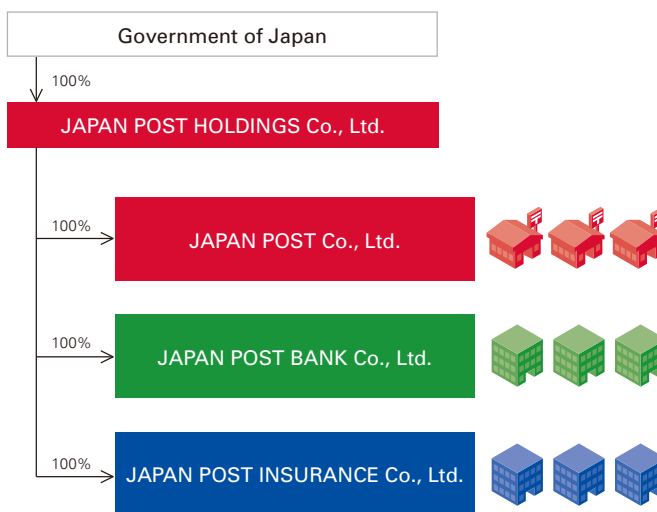 Government of Japan
100%
JAPAN POST HOLDINGS Co., Ltd.
100%
JAPAN POST Co., Ltd.
100%
JAPAN POST BANK Co., Ltd.
100%
JAPAN POST INSURANCE Co., Ltd.